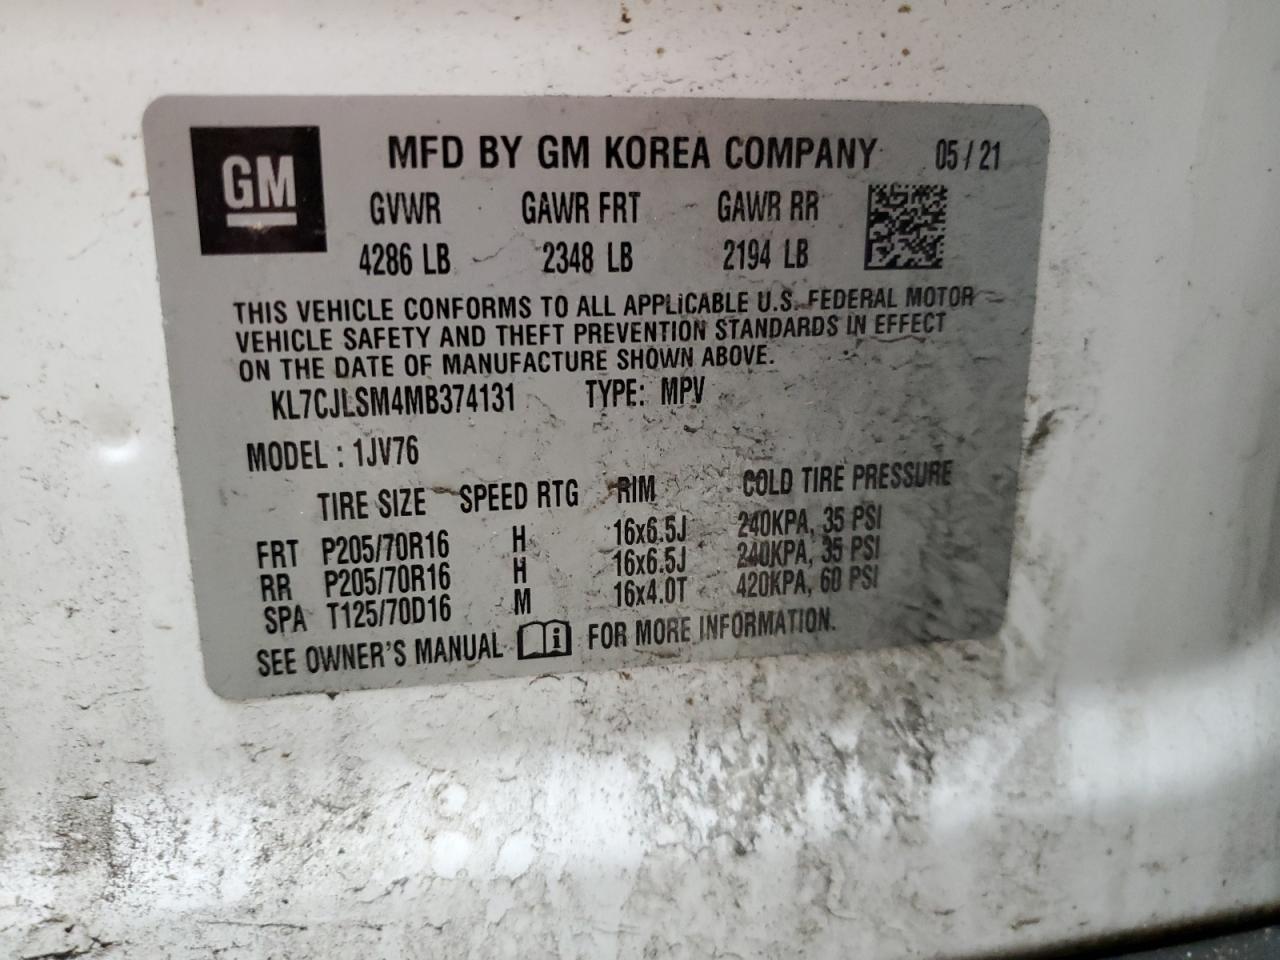 GM
MFD BY GM KOREA COMPANY 05 / 21
GVWR GAWR FRT GAWR RR
4286 LB 2348 LB 2194 LB
THIS VEHICLE CONFORMS TO ALL APPLICABLE U.S. FEDERAL MOTOR
VEHICLE SAFETY AND THEFT PREVENTION STANDARDS IN EFFECT
ON THE DATE OF MANUFACTURE SHOWN ABOVE.
KL7CJLSM4MB374131 TYPE: MPV
MODEL : 1JV76
TIRE SIZE SPEED RTG RIM COLD TIRE PRESSURE
FRT P205/70R16 H 16x6.5J 240KPA, 35 PSI
RR P205/70R16 H 16x6.5J 240KPA, 35 PSI
SPA T125/70D16 M 16x4.0T 420KPA, 60 PSI
SEE OWNER'S MANUAL i FOR MORE INFORMATION.